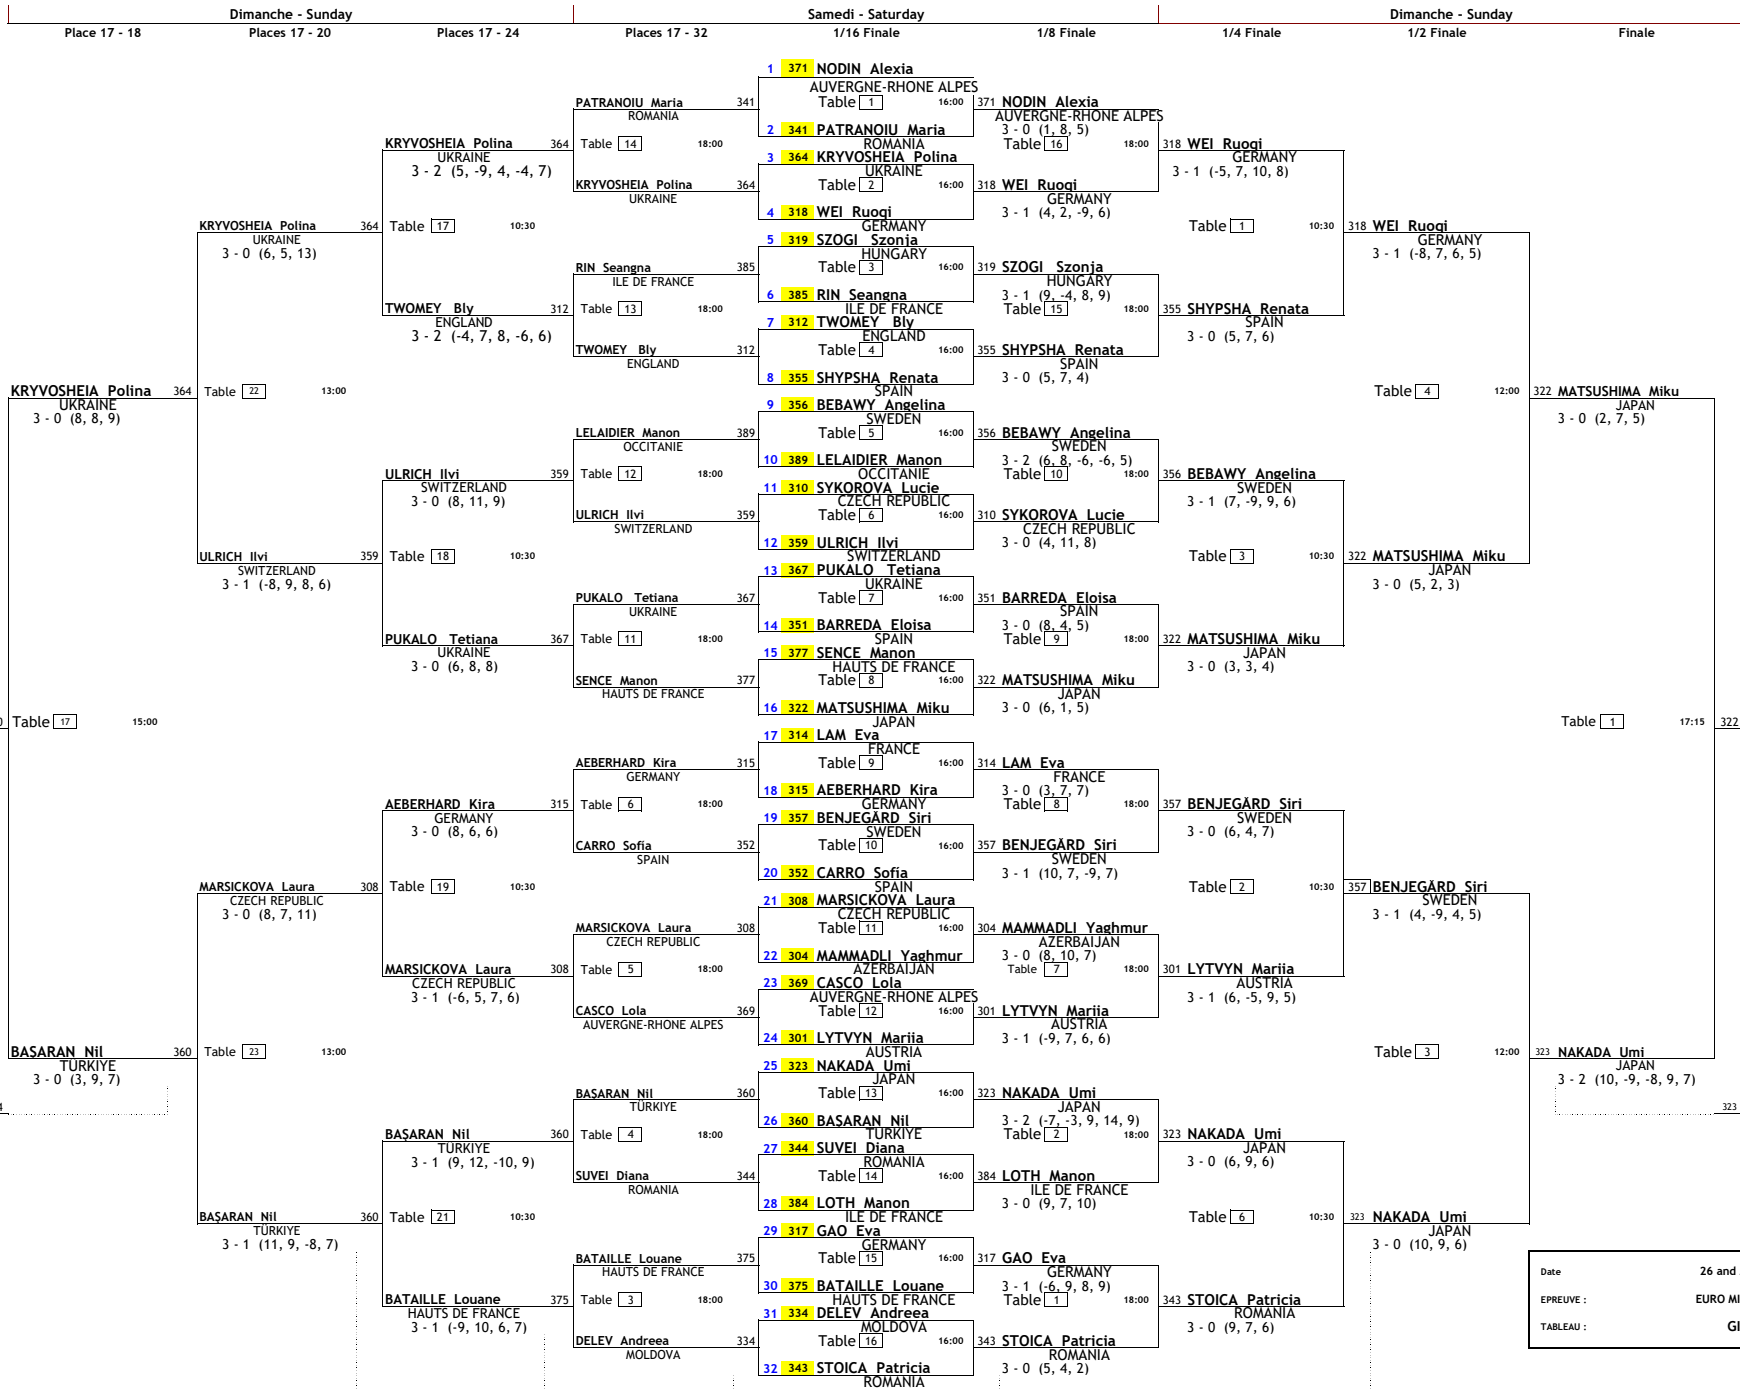 Dimanche - Sunday
Samedi - Saturday
Dimanche - Sunday
Place 17 - 18
Places 17 - 20
Places 17 - 24
Places 17 - 32
1/16 Finale
1/8 Finale
1/4 Finale
1/2 Finale
Finale
KRYVOSHEIA Polina 364
UKRAINE
3 - 0 (8, 8, 9)
Table 17 15:00
BAŞARAN Nil 360
TÜRKIYE
3 - 0 (3, 9, 7)
KRYVOSHEIA Polina 364
UKRAINE
3 - 0 (6, 5, 13)
Table 22 13:00
ULRICH Ilvi 359
SWITZERLAND
3 - 1 (-8, 9, 8, 6)
MARSICKOVA Laura 308
CZECH REPUBLIC
3 - 0 (8, 7, 11)
Table 23 13:00
BAŞARAN Nil 360
TÜRKIYE
3 - 1 (11, 9, -8, 7)
KRYVOSHEIA Polina 364
UKRAINE
3 - 2 (5, -9, 4, -4, 7)
Table 17 10:30
TWOMEY Bly 312
ENGLAND
3 - 2 (-4, 7, 8, -6, 6)
ULRICH Ilvi 359
SWITZERLAND
3 - 0 (8, 11, 9)
Table 18 10:30
PUKALO Tetiana 367
UKRAINE
3 - 0 (6, 8, 8)
AEBERHARD Kira 315
GERMANY
3 - 0 (8, 6, 6)
Table 19 10:30
MARSICKOVA Laura 308
CZECH REPUBLIC
3 - 1 (-6, 5, 7, 6)
BAŞARAN Nil 360
TÜRKIYE
3 - 1 (9, 12, -10, 9)
Table 21 10:30
BATAILLE Louane 375
HAUTS DE FRANCE
3 - 1 (-9, 10, 6, 7)
PATRANOIU Maria 341
ROMANIA
Table 14 18:00
KRYVOSHEIA Polina 364
UKRAINE
RIN Seangna 385
ILE DE FRANCE
Table 13 18:00
TWOMEY Bly 312
ENGLAND
LELAIDIER Manon 389
OCCITANIE
Table 12 18:00
ULRICH Ilvi 359
SWITZERLAND
PUKALO Tetiana 367
UKRAINE
Table 11 18:00
SENCE Manon 377
HAUTS DE FRANCE
AEBERHARD Kira 315
GERMANY
Table 6 18:00
CARRO Sofía 352
SPAIN
MARSICKOVA Laura 308
CZECH REPUBLIC
Table 5 18:00
CASCO Lola 369
AUVERGNE-RHONE ALPES
BAŞARAN Nil 360
TÜRKIYE
Table 4 18:00
SUVEI Diana 344
ROMANIA
BATAILLE Louane 375
HAUTS DE FRANCE
Table 3 18:00
DELEV Andreea 334
MOLDOVA
1 371 NODIN Alexia
AUVERGNE-RHONE ALPES
Table 1 16:00
2 341 PATRANOIU Maria
ROMANIA
3 364 KRYVOSHEIA Polina
UKRAINE
Table 2 16:00
4 318 WEI Ruoqi
GERMANY
5 319 SZOGI Szonja
HUNGARY
Table 3 16:00
6 385 RIN Seangna
ILE DE FRANCE
7 312 TWOMEY Bly
ENGLAND
Table 4 16:00
8 355 SHYPSHA Renata
SPAIN
9 356 BEBAWY Angelina
SWEDEN
Table 5 16:00
10 389 LELAIDIER Manon
OCCITANIE
11 310 SYKOROVA Lucie
CZECH REPUBLIC
Table 6 16:00
12 359 ULRICH Ilvi
SWITZERLAND
13 367 PUKALO Tetiana
UKRAINE
Table 7 16:00
14 351 BARREDA Eloisa
SPAIN
15 377 SENCE Manon
HAUTS DE FRANCE
Table 8 16:00
16 322 MATSUSHIMA Miku
JAPAN
17 314 LAM Eva
FRANCE
Table 9 16:00
18 315 AEBERHARD Kira
GERMANY
19 357 BENJEGÅRD Siri
SWEDEN
Table 10 16:00
20 352 CARRO Sofía
SPAIN
21 308 MARSICKOVA Laura
CZECH REPUBLIC
Table 11 16:00
22 304 MAMMADLI Yaghmur
AZERBAIJAN
23 369 CASCO Lola
AUVERGNE-RHONE ALPES
Table 12 16:00
24 301 LYTVYN Mariia
AUSTRIA
25 323 NAKADA Umi
JAPAN
Table 13 16:00
26 360 BAŞARAN Nil
TÜRKIYE
27 344 SUVEI Diana
ROMANIA
Table 14 16:00
28 384 LOTH Manon
ILE DE FRANCE
29 317 GAO Eva
GERMANY
Table 15 16:00
30 375 BATAILLE Louane
HAUTS DE FRANCE
31 334 DELEV Andreea
MOLDOVA
Table 16 16:00
32 343 STOICA Patricia
ROMANIA
371 NODIN Alexia
AUVERGNE-RHONE ALPES
3 - 0 (1, 8, 5)
Table 16 18:00
318 WEI Ruoqi
GERMANY
3 - 1 (4, 2, -9, 6)
319 SZOGI Szonja
HUNGARY
3 - 1 (9, -4, 8, 9)
Table 15 18:00
355 SHYPSHA Renata
SPAIN
3 - 0 (5, 7, 4)
356 BEBAWY Angelina
SWEDEN
3 - 2 (6, 8, -6, -6, 5)
Table 10 18:00
310 SYKOROVA Lucie
CZECH REPUBLIC
3 - 0 (4, 11, 8)
351 BARREDA Eloisa
SPAIN
3 - 0 (8, 4, 5)
Table 9 18:00
322 MATSUSHIMA Miku
JAPAN
3 - 0 (6, 1, 5)
314 LAM Eva
FRANCE
3 - 0 (3, 7, 7)
Table 8 18:00
357 BENJEGÅRD Siri
SWEDEN
3 - 1 (10, 7, -9, 7)
304 MAMMADLI Yaghmur
AZERBAIJAN
3 - 0 (8, 10, 7)
Table 7 18:00
301 LYTVYN Mariia
AUSTRIA
3 - 1 (-9, 7, 6, 6)
323 NAKADA Umi
JAPAN
3 - 2 (-7, -3, 9, 14, 9)
Table 2 18:00
384 LOTH Manon
ILE DE FRANCE
3 - 0 (9, 7, 10)
317 GAO Eva
GERMANY
3 - 1 (-6, 9, 8, 9)
Table 1 18:00
343 STOICA Patricia
ROMANIA
3 - 0 (5, 4, 2)
318 WEI Ruoqi
GERMANY
3 - 1 (-5, 7, 10, 8)
Table 1 10:30
355 SHYPSHA Renata
SPAIN
3 - 0 (5, 7, 6)
356 BEBAWY Angelina
SWEDEN
3 - 1 (7, -9, 9, 6)
Table 3 10:30
322 MATSUSHIMA Miku
JAPAN
3 - 0 (3, 3, 4)
357 BENJEGÅRD Siri
SWEDEN
3 - 0 (6, 4, 7)
Table 2 10:30
301 LYTVYN Mariia
AUSTRIA
3 - 1 (6, -5, 9, 5)
323 NAKADA Umi
JAPAN
3 - 0 (6, 9, 6)
Table 6 10:30
343 STOICA Patricia
ROMANIA
3 - 0 (9, 7, 6)
318 WEI Ruoqi
GERMANY
3 - 1 (-8, 7, 6, 5)
Table 4 12:00
322 MATSUSHIMA Miku
JAPAN
3 - 0 (5, 2, 3)
357 BENJEGÅRD Siri
SWEDEN
3 - 1 (4, -9, 4, 5)
Table 3 12:00
323 NAKADA Umi
JAPAN
3 - 0 (10, 9, 6)
322 MATSUSHIMA Miku
JAPAN
3 - 0 (2, 7, 5)
Table 1 17:15 322
323 NAKADA Umi
JAPAN
3 - 2 (10, -9, -8, 9, 7)
323
Date 26 and
EPREUVE : EURO MI
TABLEAU :